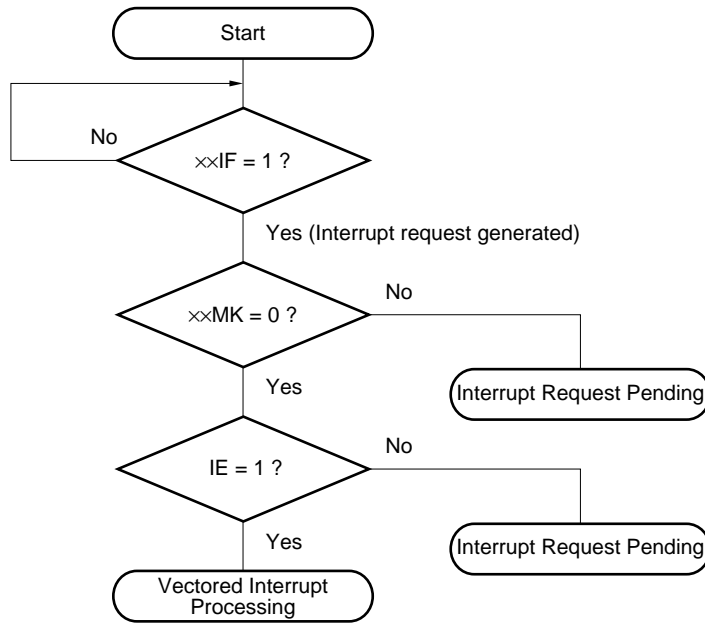 Start
No
××IF = 1 ?
Yes (Interrupt request generated)
No
××MK = 0 ?
Interrupt Request Pending
Yes
No
IE = 1 ?
Interrupt Request Pending
Yes
Vectored Interrupt
Processing